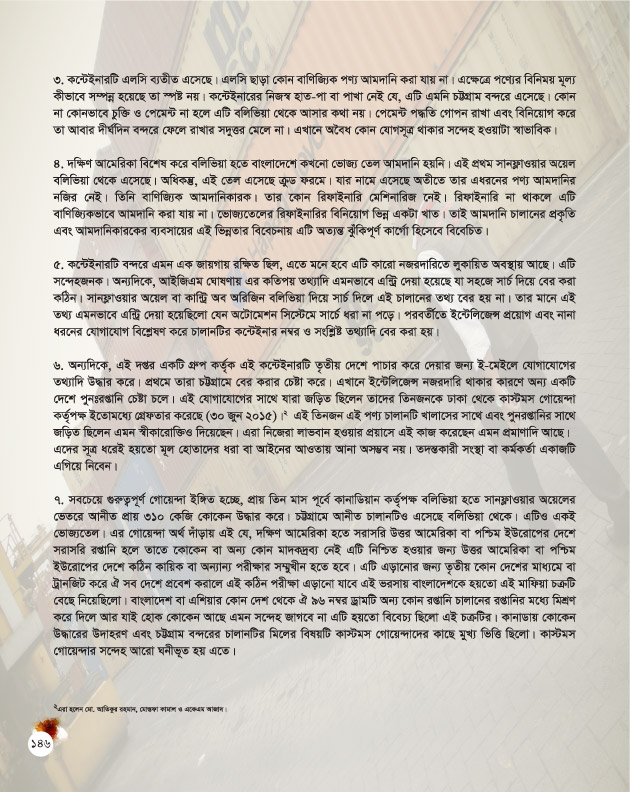 ৩. কন্টেইনারটি এলসি ব্যতীত এসেছে। এলসি ছাড়া কোন বাণিজ্যিক পণ্য আমদানি করা যায় না। এক্ষেত্রে পণ্যের বিনিময় মূল্য
কীভাবে সম্পন্ন হয়েছে তা স্পষ্ট নয়। কন্টেইনারের নিজস্ব হাত-পা বা পাখা নেই যে, এটি এমনি চট্টগ্রাম বন্দরে এসেছে। কোন
না কোনভাবে চুক্তি ও পেমেন্ট না হলে এটি বলিভিয়া থেকে আসার কথা নয়। পেমেন্ট পদ্ধতি গোপন রাখা এবং বিনিয়োগ করে
তা আবার দীর্ঘদিন বন্দরে ফেলে রাখার সদুত্তর মেলে না। এখানে অবৈধ কোন যোগসূত্র থাকার সন্দেহ হওয়াটা স্বাভাবিক।
৪. দক্ষিণ আমেরিকা বিশেষ করে বলিভিয়া হতে বাংলাদেশে কখনো ভোজ্য তেল আমদানি হয়নি। এই প্রথম সানফ্লাওয়ার অয়েল
বলিভিয়া থেকে এসেছে। অধিকন্তু, এই তেল এসেছে ক্রুড ফরমে। যার নামে এসেছে অতীতে তার এধরনের পণ্য আমদানির
নজির নেই। তিনি বাণিজ্যিক আমদানিকারক। তার কোন রিফাইনারি মেশিনারিজ নেই। রিফাইনারি না থাকলে এটি
বাণিজ্যিকভাবে আমদানি করা যায় না। ভোজ্যতেলের রিফাইনারির বিনিয়োগ ভিন্ন একটা খাত। তাই আমদানি চালানের প্রকৃতি
এবং আমদানিকারকের ব্যবসায়ের এই ভিন্নতার বিবেচনায় এটি অত্যন্ত ঝুঁকিপূর্ণ কার্গো হিসেবে বিবেচিত।
৫. কন্টেইনারটি বন্দরে এমন এক জায়গায় রক্ষিত ছিল, এতে মনে হবে এটি কারো নজরদারিতে লুকায়িত অবস্থায় আছে। এটি
সন্দেহজনক। অন্যদিকে, আইজিএম ঘোষণায় এর কতিপয় তথ্যাদি এমনভাবে এন্ট্রি দেয়া হয়েছে যা সহজে সার্চ দিয়ে বের করা
কঠিন। সানফ্লাওয়ার অয়েল বা কান্ট্রি অব অরিজিন বলিভিয়া দিয়ে সার্চ দিলে এই চালানের তথ্য বের হয় না। তার মানে এই
তথ্য এমনভাবে এন্ট্রি দেয়া হয়েছিলো যেন অটোমেশন সিস্টেমে সার্চে ধরা না পড়ে। পরবর্তীতে ইন্টেলিজেন্স প্রয়োগ এবং নানা
ধরনের যোগাযোগ বিশ্লেষণ করে চালানটির কন্টেইনার নম্বর ও সংশ্লিষ্ট তথ্যাদি বের করা হয়।
৬. অন্যদিকে, এই দপ্তর একটি গ্রুপ কর্তৃক এই কন্টেইনারটি তৃতীয় দেশে পাচার করে দেয়ার জন্য ই-মেইলে যোগাযোগের
তথ্যাদি উদ্ধার করে। প্রথমে তারা চট্টগ্রামে বের করার চেষ্টা করে। এখানে ইন্টেলিজেন্স নজরদারি থাকার কারণে অন্য একটি
দেশে পুনঃরপ্তানি চেষ্টা চলে। এই যোগাযোগের সাথে যারা জড়িত ছিলেন তাদের তিনজনকে ঢাকা থেকে কাস্টমস গোয়েন্দা
কর্তৃপক্ষ ইতোমধ্যে গ্রেফতার করেছে (৩০ জুন ২০১৫)।² এই তিনজন এই পণ্য চালানটি খালাসের সাথে এবং পুনরপ্তানির সাথে
জড়িত ছিলেন এমন স্বীকারোক্তিও দিয়েছেন। এরা নিজেরা লাভবান হওয়ার প্রয়াসে এই কাজ করেছেন এমন প্রমাণাদি আছে।
এদের সূত্র ধরেই হয়তো মূল হোতাদের ধরা বা আইনের আওতায় আনা অসম্ভব নয়। তদন্তকারী সংস্থা বা কর্মকর্তা একাজটি
এগিয়ে নিবেন।
৭. সবচেয়ে গুরুত্বপূর্ণ গোয়েন্দা ইঙ্গিত হচ্ছে, প্রায় তিন মাস পূর্বে কানাডিয়ান কর্তৃপক্ষ বলিভিয়া হতে সানফ্লাওয়ার অয়েলের
ভেতরে আনীত প্রায় ৩১০ কেজি কোকেন উদ্ধার করে। চট্টগ্রামে আনীত চালানটিও এসেছে বলিভিয়া থেকে। এটিও একই
ভোজ্যতেল। এর গোয়েন্দা অর্থ দাঁড়ায় এই যে, দক্ষিণ আমেরিকা হতে সরাসরি উত্তর আমেরিকা বা পশ্চিম ইউরোপের দেশে
সরাসরি রপ্তানি হলে তাতে কোকেন বা অন্য কোন মাদকদ্রব্য নেই এটি নিশ্চিত হওয়ার জন্য উত্তর আমেরিকা বা পশ্চিম
ইউরোপের দেশে কঠিন কায়িক বা অন্যান্য পরীক্ষার সম্মুখীন হতে হবে। এটি এড়ানোর জন্য তৃতীয় কোন দেশের মাধ্যমে বা
ট্রানজিট করে ঐ সব দেশে প্রবেশ করালে এই কঠিন পরীক্ষা এড়ানো যাবে এই ভরসায় বাংলাদেশকে হয়তো এই মাফিয়া চক্রটি
বেছে নিয়েছিলো। বাংলাদেশ বা এশিয়ার কোন দেশ থেকে ঐ ৯৬ নম্বর ড্রামটি অন্য কোন রপ্তানি চালানের রপ্তানির মধ্যে মিশ্রণ
করে দিলে আর যাই হোক কোকেন আছে এমন সন্দেহ জাগবে না এটি হয়তো বিবেচ্য ছিলো এই চক্রটির। কানাডায় কোকেন
উদ্ধারের উদাহরণ এবং চট্টগ্রাম বন্দরের চালানটির মিলের বিষয়টি কাস্টমস গোয়েন্দাদের কাছে মুখ্য ভিত্তি ছিলো। কাস্টমস
গোয়েন্দার সন্দেহ আরো ঘনীভূত হয় এতে।
²এরা হলেন মো. আতিকুর রহমান, মোস্তফা কামাল ও একেএম আজাদ।
১৪৬